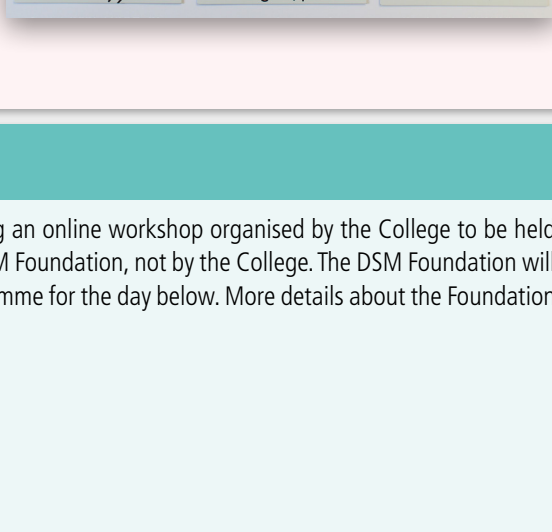 an online workshop organised by the College to be held
Foundation, not by the College. The DSM Foundation will
for the day below. More details about the Foundation